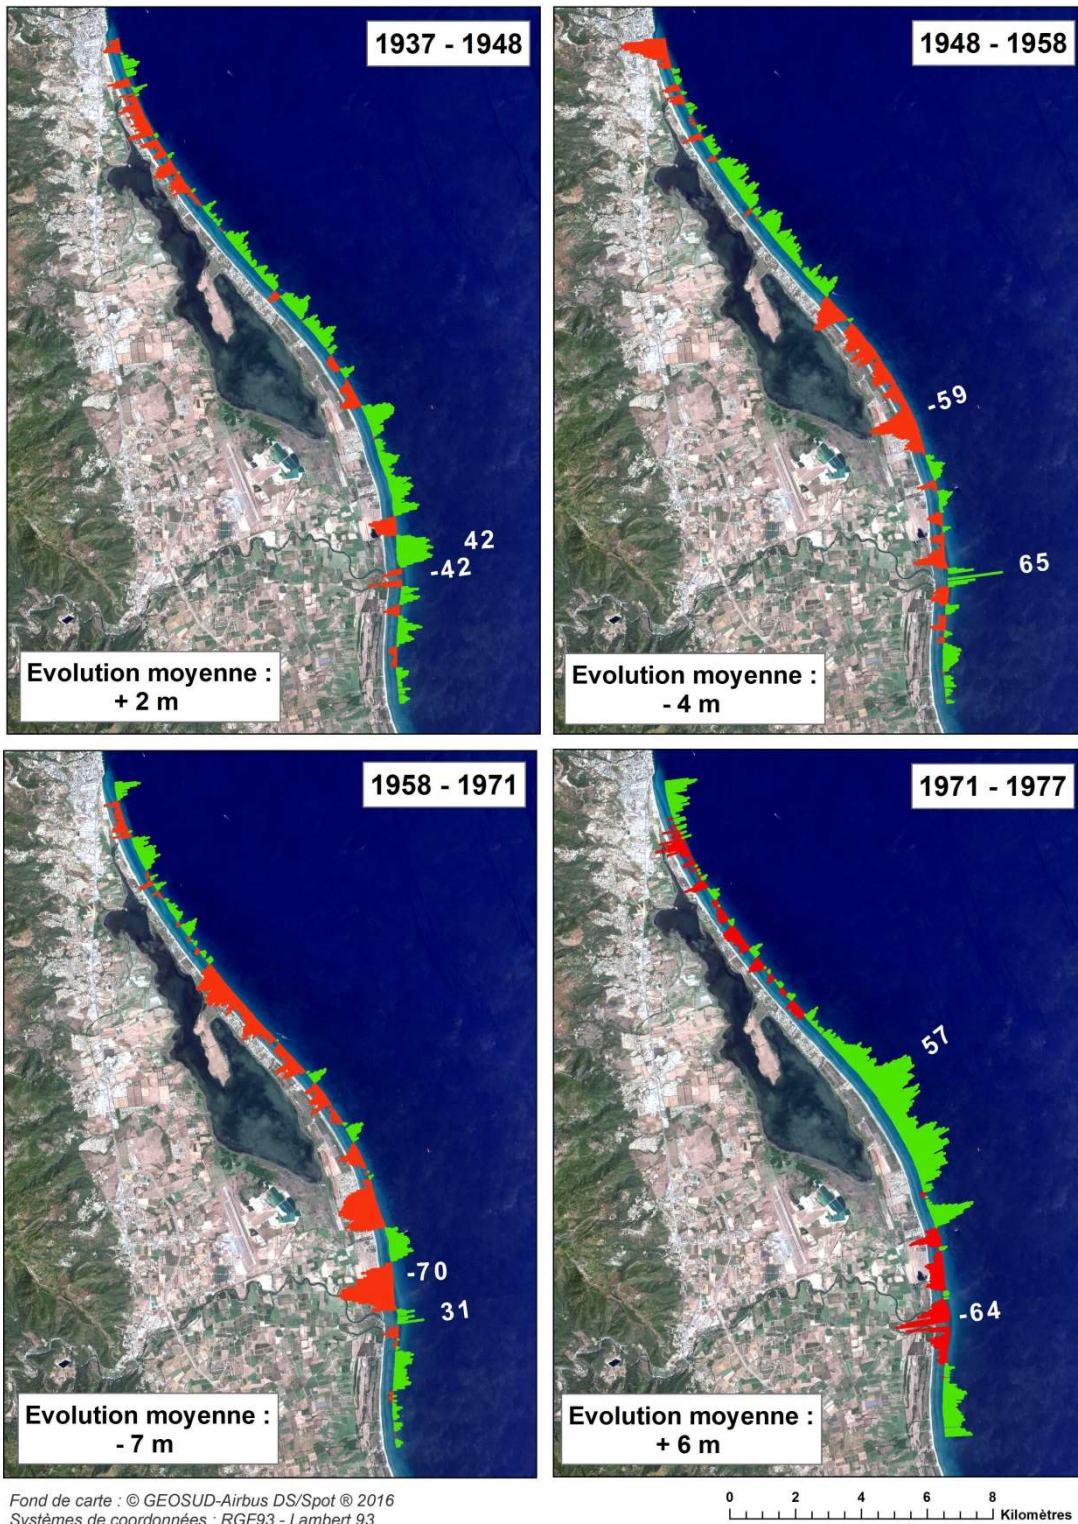 1937 - 1948
42
-42
Evolution moyenne :
+ 2 m
1948 - 1958
-59
65
Evolution moyenne :
- 4 m
1958 - 1971
-70
31
Evolution moyenne :
- 7 m
1971 - 1977
57
-64
Evolution moyenne :
+ 6 m
Fond de carte : © GEOSUD-Airbus DS/Spot ® 2016
Systèmes de coordonnées : RGF93 - Lambert 93
0 2 4 6 8
Kilomètres